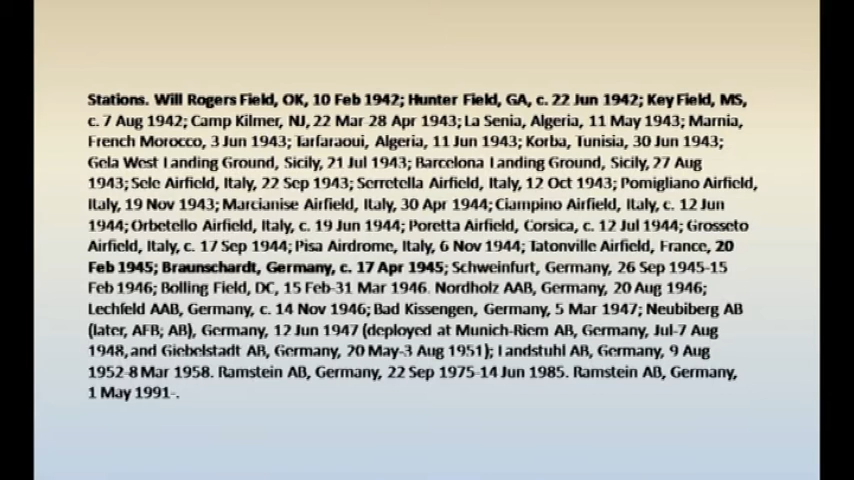 Stations. Will Rogers Field, OK, 10 Feb 1942; Hunter Field, GA, c. 22 Jun 1942; Key Field, MS,
c. 7 Aug 1942; Camp Kilmer, NJ, 22 Mar-28 Apr 1943; La Senia, Algeria, 11 May 1943; Marnia,
French Morocco, 3 Jun 1943; Tarfaraoui, Algeria, 11 Jun 1943; Korba, Tunisia, 30 Jun 1943;
Gela West Landing Ground, Sicily, 21 Jul 1943; Barcelona Landing Ground, Sicily, 27 Aug
1943; Sele Airfield, Italy, 22 Sep 1943; Serretella Airfield, Italy, 12 Oct 1943; Pomigliano Airfield,
Italy, 19 Nov 1943; Marcianise Airfield, Italy, 30 Apr 1944; Ciampino Airfield, Italy, c. 12 Jun
1944; Orbetello Airfield, Italy, c. 19 Jun 1944; Poretta Airfield, Corsica, c. 12 Jul 1944; Grosseto
Airfield, Italy, c. 17 Sep 1944; Pisa Airdrome, Italy, 6 Nov 1944; Tatonville Airfield, France, 20
Feb 1945; Braunschardt, Germany, c. 17 Apr 1945; Schweinfurt, Germany, 26 Sep 1945-15
Feb 1946; Bolling Field, DC, 15 Feb-31 Mar 1946. Nordholz AAB, Germany, 20 Aug 1946;
Lechfeld AAB, Germany, c. 14 Nov 1946; Bad Kissengen, Germany, 5 Mar 1947; Neubiberg AB
(later, AFB; AB), Germany, 12 Jun 1947 (deployed at Munich-Riem AB, Germany, Jul-7 Aug
1948, and Giebelstadt AB, Germany, 20 May-3 Aug 1951); Landstuhl AB, Germany, 9 Aug
1952-8 Mar 1958. Ramstein AB, Germany, 22 Sep 1975-14 Jun 1985. Ramstein AB, Germany,
1 May 1991-.